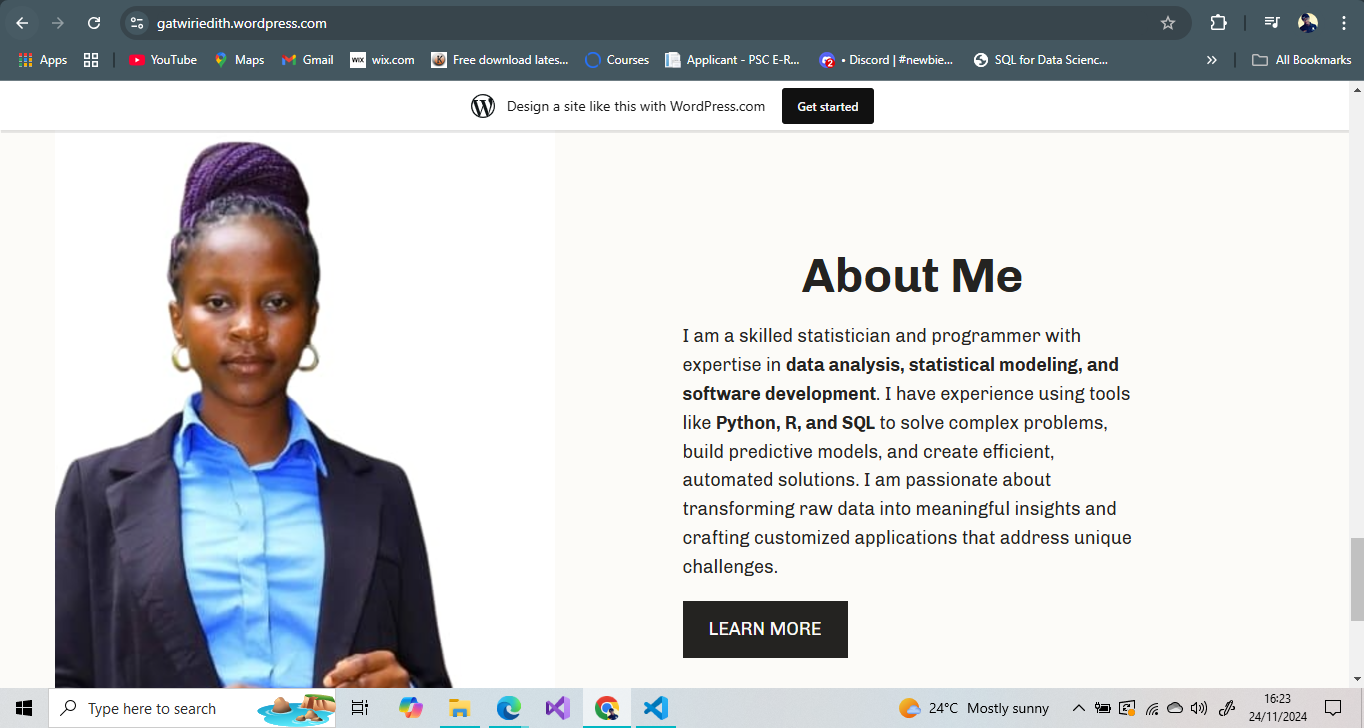 gatwiriedith.wordpress.com
Apps
YouTube
Maps
Gmail
WIX
wix.com
Free download lates...
Courses
Applicant - PSC E-R...
2
• Discord | #newbie...
SQL for Data Scienc...
»
All Bookmarks
Design a site like this with WordPress.com
Get started
About Me
I am a skilled statistician and programmer with
expertise in data analysis, statistical modeling, and
software development. I have experience using tools
like Python, R, and SQL to solve complex problems,
build predictive models, and create efficient,
automated solutions. I am passionate about
transforming raw data into meaningful insights and
crafting customized applications that address unique
challenges.
LEARN MORE
Type here to search
24°C Mostly sunny
16:23
24/11/2024